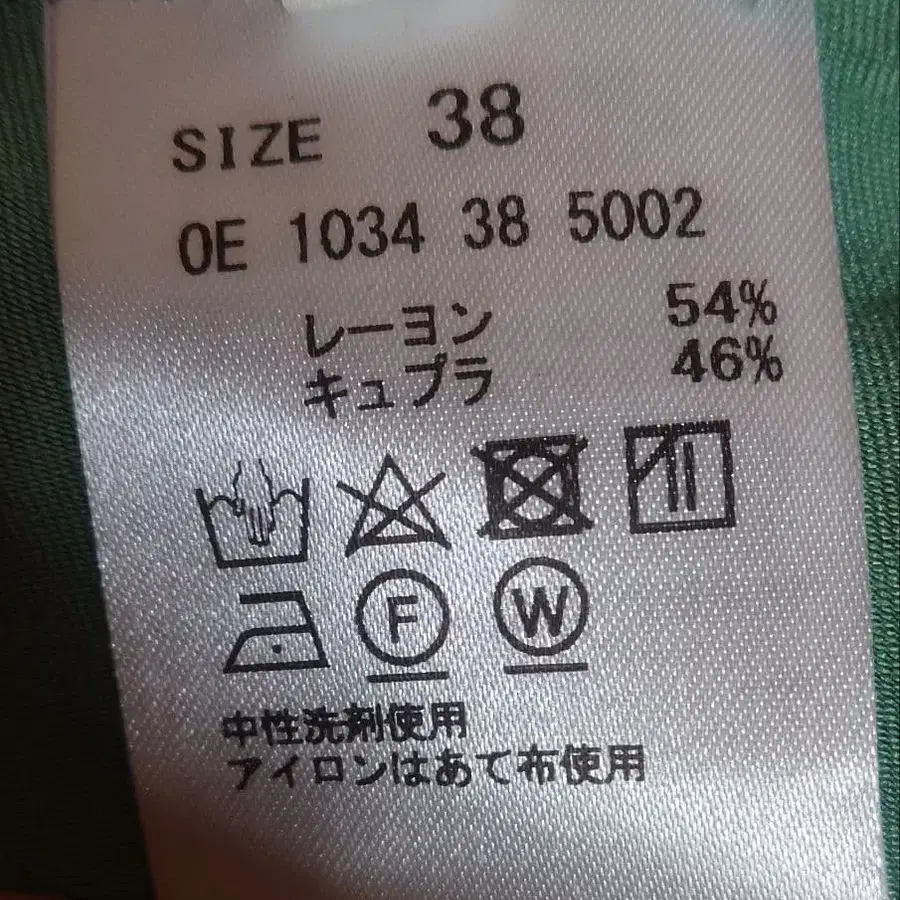 SIZE 38
0E 1034 38 5002
レーヨン 54%
キュプラ 46%
F W
中性洗剤使用
アイロンはあて布使用